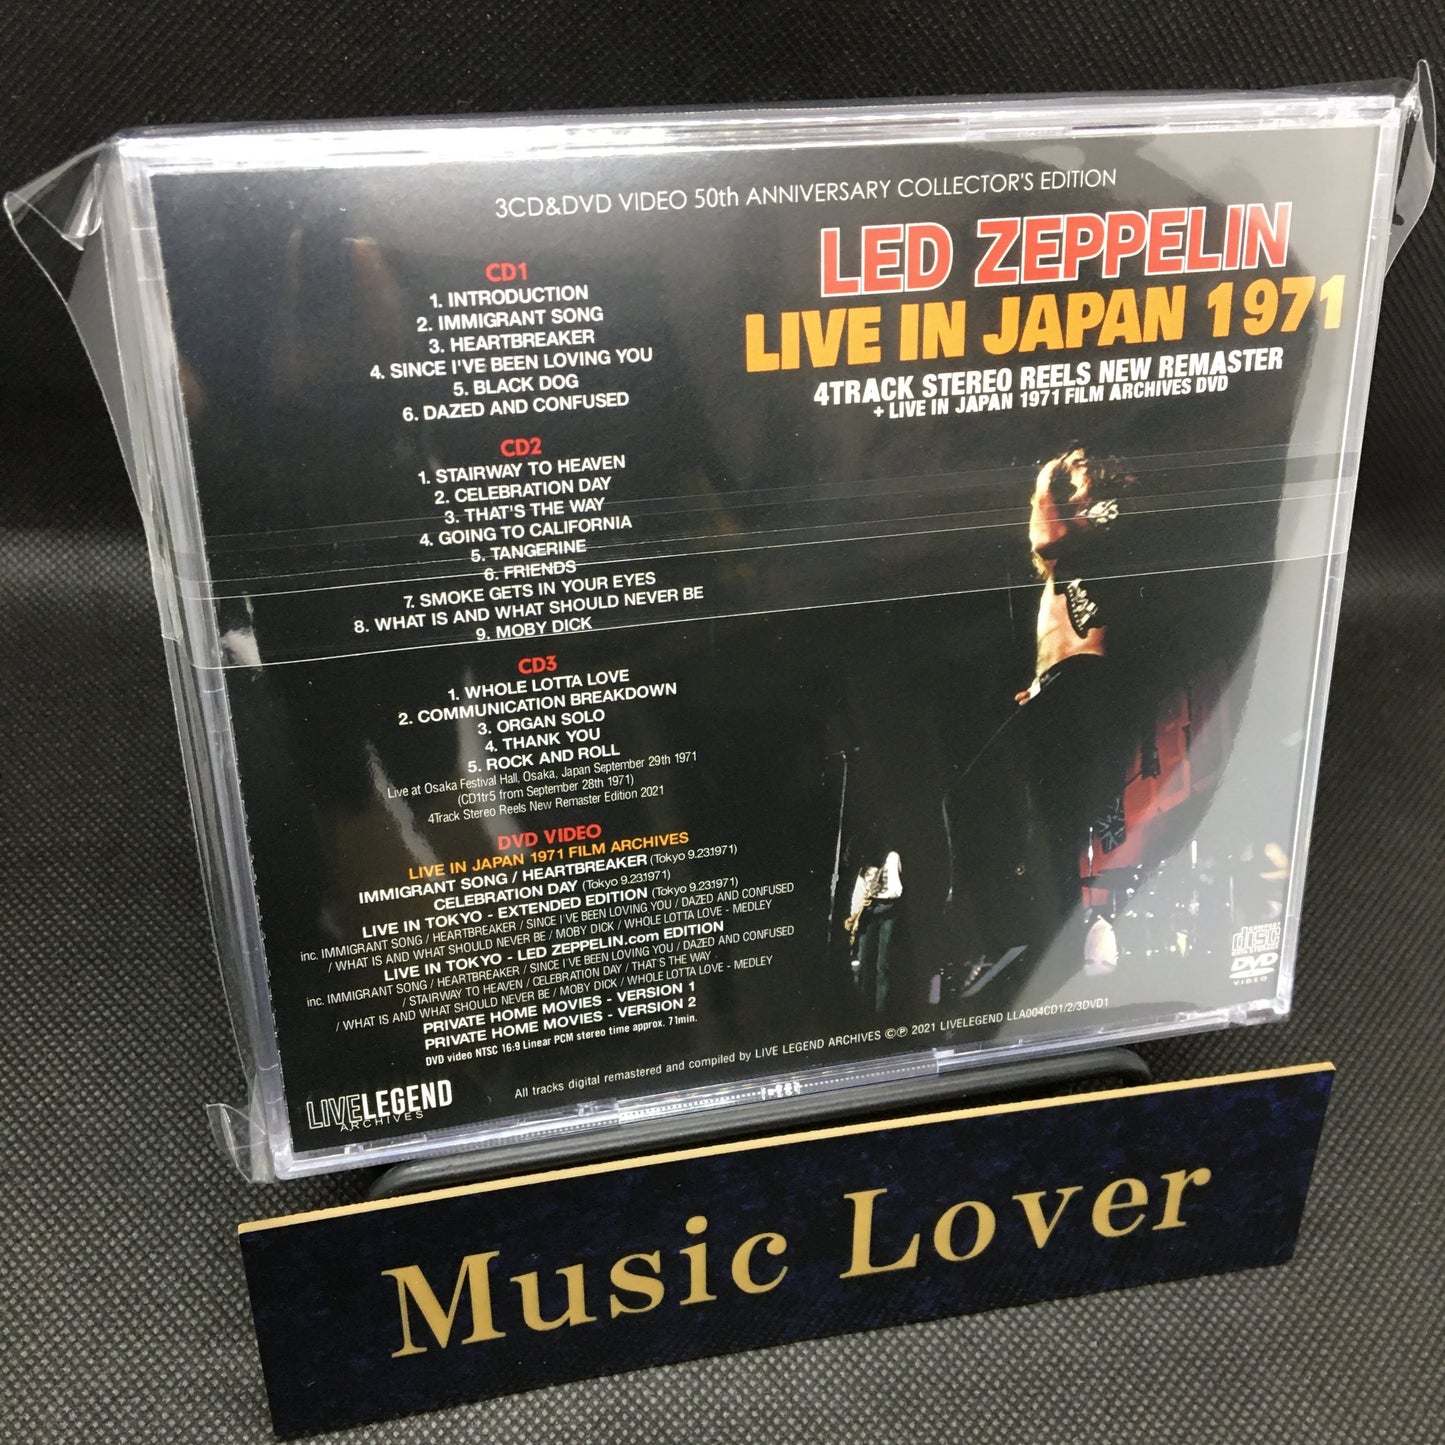 3CD&DVD VIDEO 50th ANNIVERSARY COLLECTOR'S EDITION
LED ZEPPELIN
LIVE IN JAPAN 1971
4TRACK STEREO REELS NEW REMASTER
+ LIVE IN JAPAN 1971 FILM ARCHIVES DVD
CD1
1. INTRODUCTION
2. IMMIGRANT SONG
3. HEARTBREAKER
4. SINCE I'VE BEEN LOVING YOU
5. BLACK DOG
6. DAZED AND CONFUSED
CD2
1. STAIRWAY TO HEAVEN
2. CELEBRATION DAY
3. THAT'S THE WAY
4. GOING TO CALIFORNIA
5. TANGERINE
6. FRIENDS
7. SMOKE GETS IN YOUR EYES
8. WHAT IS AND WHAT SHOULD NEVER BE
9. MOBY DICK
CD3
1. WHOLE LOTTA LOVE
2. COMMUNICATION BREAKDOWN
3. ORGAN SOLO
4. THANK YOU
5. ROCK AND ROLL
Live at Osaka Festival Hall, Osaka, Japan September 29th 1971
(CD1tr5 from September 28th 1971)
4Track Stereo Reels New Remaster Edition 2021
DVD VIDEO
LIVE IN JAPAN 1971 FILM ARCHIVES
IMMIGRANT SONG / HEARTBREAKER (Tokyo 9.23.1971)
CELEBRATION DAY (Tokyo 9.23.1971)
LIVE IN TOKYO - EXTENDED EDITION (Tokyo 9.23.1971)
inc. IMMIGRANT SONG / HEARTBREAKER / SINCE I'VE BEEN LOVING YOU / DAZED AND CONFUSED
/ WHAT IS AND WHAT SHOULD NEVER BE / MOBY DICK / WHOLE LOTTA LOVE - MEDLEY
LIVE IN TOKYO - LED ZEPPELIN.com EDITION
inc. IMMIGRANT SONG / HEARTBREAKER / SINCE I'VE BEEN LOVING YOU / DAZED AND CONFUSED
/ STAIRWAY TO HEAVEN / CELEBRATION DAY / THAT'S THE WAY
/ WHAT IS AND WHAT SHOULD NEVER BE / MOBY DICK / WHOLE LOTTA LOVE - MEDLEY
PRIVATE HOME MOVIES - VERSION 1
PRIVATE HOME MOVIES - VERSION 2
DVD video NTSC 16:9 Linear PCM stereo time approx. 71min.
COMPACT
disc
DVD
VIDEO
LIVELEGEND
ARCHIVES
All tracks digital remastered and compiled by LIVE LEGEND ARCHIVES ©℗ 2021 LIVELEGEND LLA004CD1/2/3DVD1
Music Lover